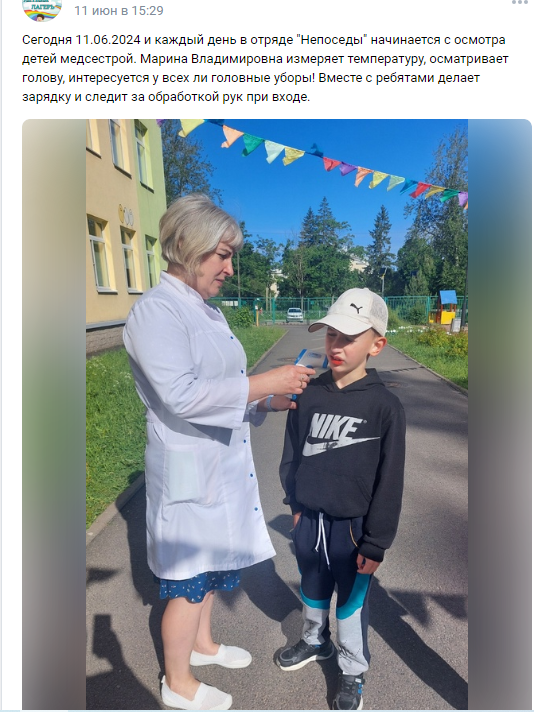 ЛАГЕРЬ
11 июн в 15:29
Сегодня 11.06.2024 и каждый день в отряде "Непоседы" начинается с осмотра
детей медсестрой. Марина Владимировна измеряет температуру, осматривает
голову, интересуется у всех ли головные уборы! Вместе с ребятами делает
зарядку и следит за обработкой рук при входе.
NIKE